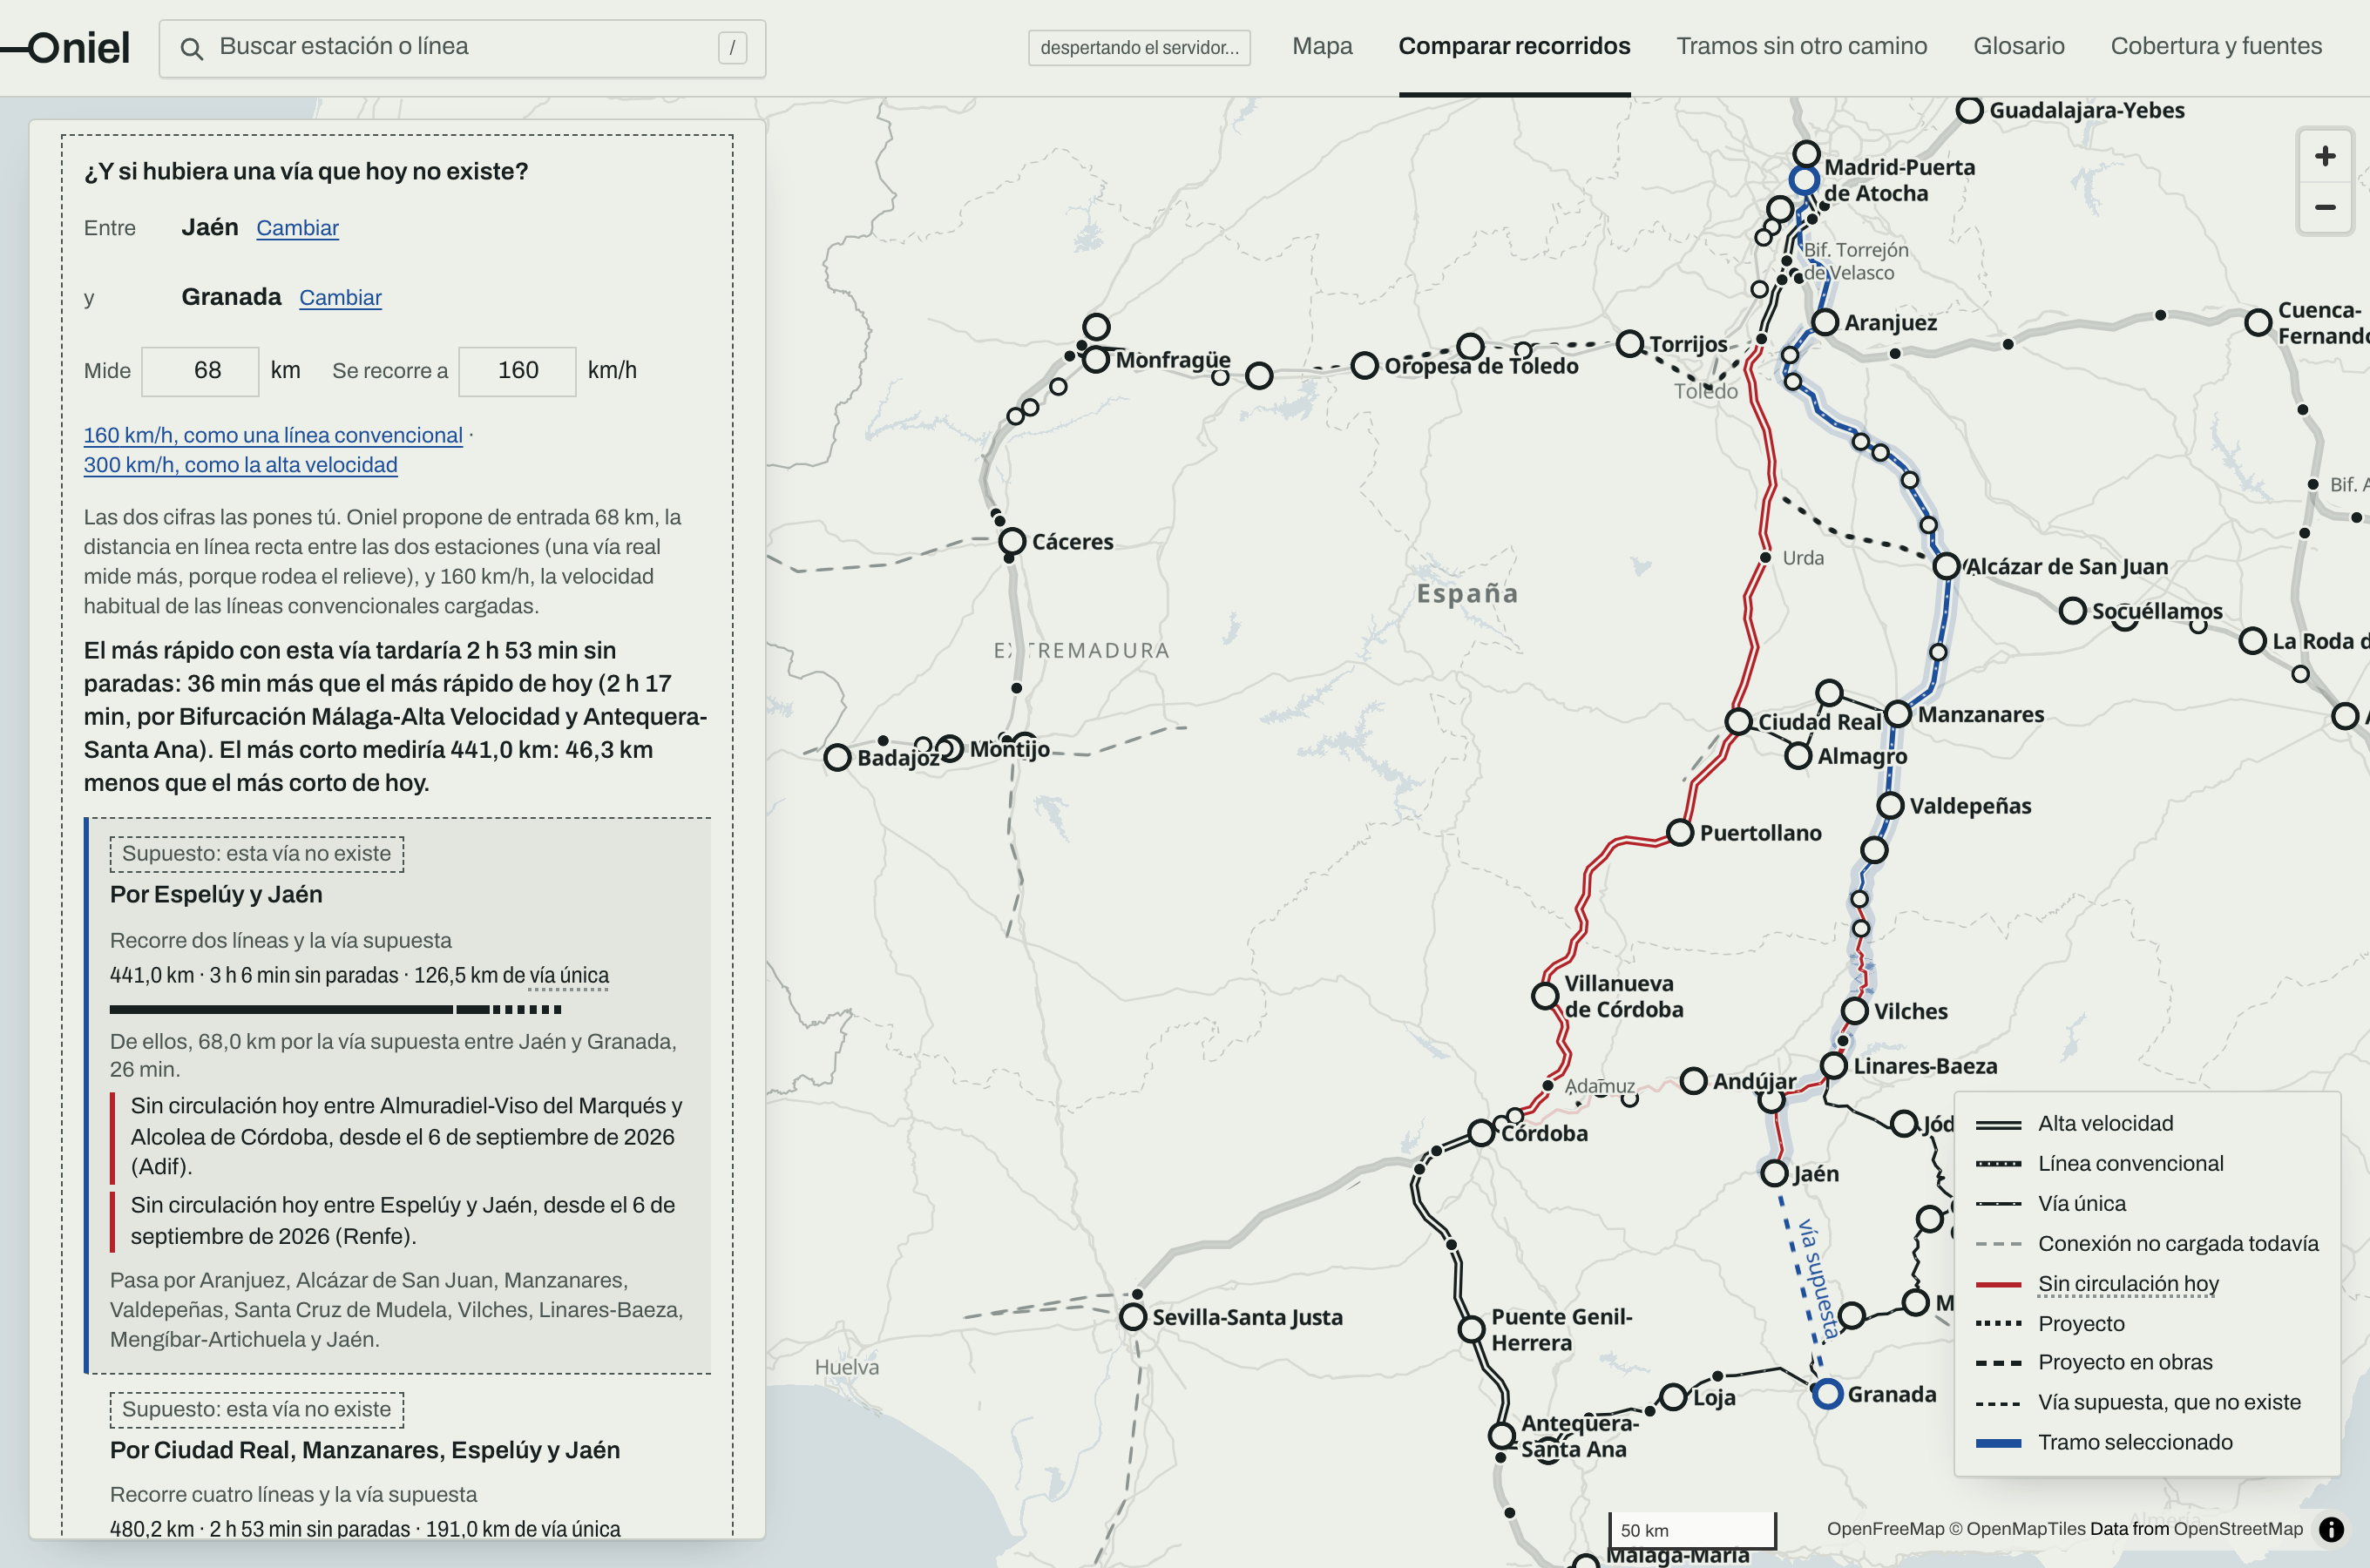 Oniel
Buscar estación o línea
/
despertando el servidor...
Mapa
Comparar recorridos
Tramos sin otro camino
Glosario
Cobertura y fuentes
¿Y si hubiera una vía que hoy no existe?
Entre Jaén Cambiar
y Granada Cambiar
Mide 68 km Se recorre a 160 km/h
160 km/h, como una línea convencional ·
300 km/h, como la alta velocidad
Las dos cifras las pones tú. Oniel propone de entrada 68 km, la
distancia en línea recta entre las dos estaciones (una vía real
mide más, porque rodea el relieve), y 160 km/h, la velocidad
habitual de las líneas convencionales cargadas.
El más rápido con esta vía tardaría 2 h 53 min sin
paradas: 36 min más que el más rápido de hoy (2 h 17
min, por Bifurcación Málaga-Alta Velocidad y Antequera-
Santa Ana). El más corto mediría 441,0 km: 46,3 km
menos que el más corto de hoy.
Supuesto: esta vía no existe
Por Espelúy y Jaén
Recorre dos líneas y la vía supuesta
441,0 km · 3 h 6 min sin paradas · 126,5 km de vía única
De ellos, 68,0 km por la vía supuesta entre Jaén y Granada,
26 min.
Sin circulación hoy entre Almuradiel-Viso del Marqués y
Alcolea de Córdoba, desde el 6 de septiembre de 2026
(Adif).
Sin circulación hoy entre Espelúy y Jaén, desde el 6 de
septiembre de 2026 (Renfe).
Pasa por Aranjuez, Alcázar de San Juan, Manzanares,
Valdepeñas, Santa Cruz de Mudela, Vilches, Linares-Baeza,
Mengíbar-Artichuela y Jaén.
Supuesto: esta vía no existe
Por Ciudad Real, Manzanares, Espelúy y Jaén
Recorre cuatro líneas y la vía supuesta
480,2 km · 2 h 53 min sin paradas · 191,0 km de vía única
Guadalajara-Yebes
Madrid-Puerta
de Atocha
Bif. Torrejón
de Velasco
Aranjuez
Cuenca-
Fernando
Torrijos
Toledo
Oropesa de Toledo
Monfragüe
Cáceres
Bif. A
Urda
Alcázar de San Juan
España
Socuéllamos
La Roda d
EXTREMADURA
Badajoz
Montijo
Ciudad Real
Manzanares
Almagro
Valdepeñas
Puertollano
Villanueva
de Córdoba
Vilches
Linares-Baeza
Adamuz
Andújar
Córdoba
Jód
Jaén
vía supuesta
M
Sevilla-Santa Justa
Puente Genil-
Herrera
Huelva
Loja
Granada
Antequera-
Santa Ana
Málaga-María
Almería
+
−
Alta velocidad
Línea convencional
Vía única
Conexión no cargada todavía
Sin circulación hoy
Proyecto
Proyecto en obras
Vía supuesta, que no existe
Tramo seleccionado
50 km
OpenFreeMap © OpenMapTiles Data from OpenStreetMap